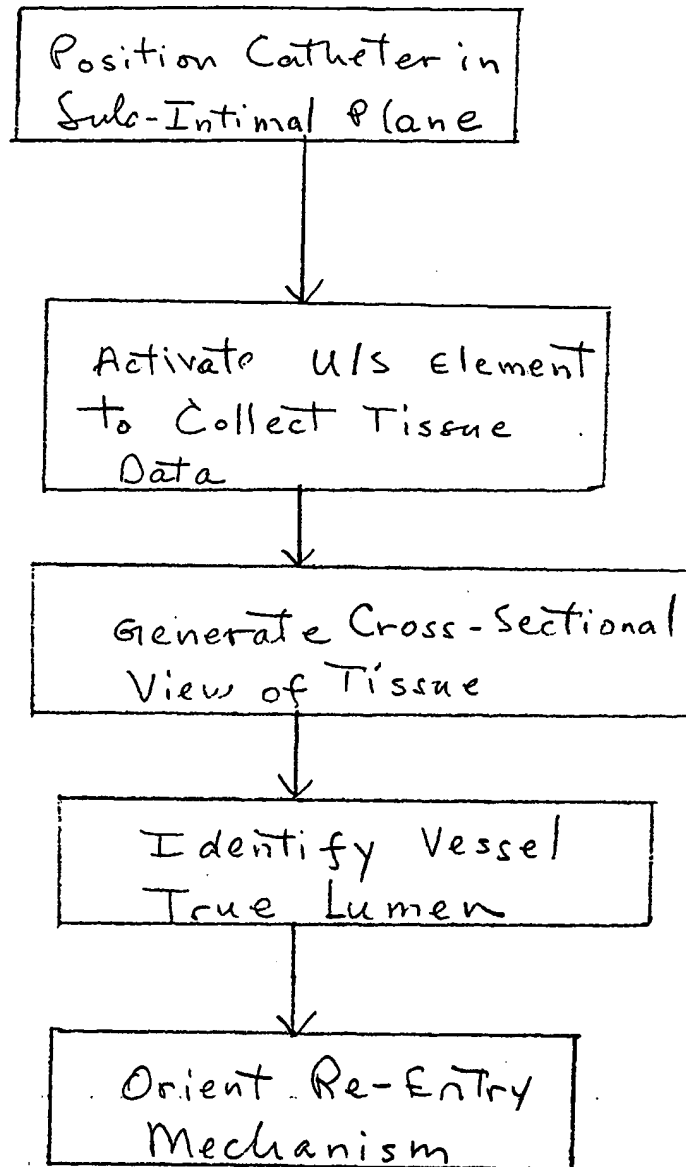 Position Catheter in
Sub-Intimal Plane
Activate U/S Element
to Collect Tissue
Data
Generate Cross-Sectional
View of Tissue
Identify Vessel
True Lumen
Orient Re-Entry
Mechanism